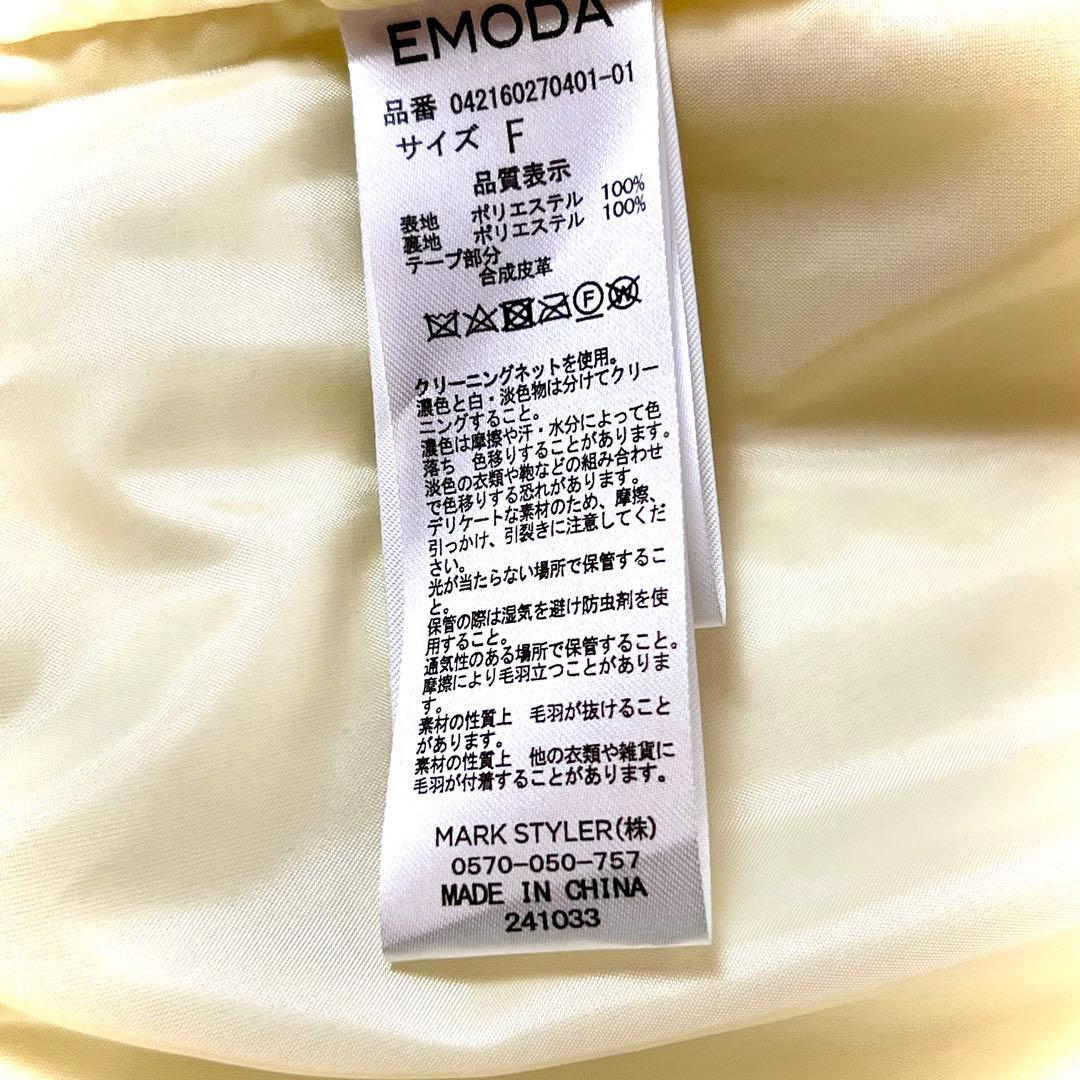 EMODA
品番 042160270401-01
サイズ F
品質表示
表地 ポリエステル 100%
裏地 ポリエステル 100%
テープ部分
合成皮革
F W
クリーニングネットを使用。
濃色と白・淡色物は分けてクリー
ニングすること。
濃色は摩擦や汗・水分によって色
落ち 色移りすることがあります。
淡色の衣類や鞄などの組み合わせ
で色移りする恐れがあります。
デリケートな素材のため、摩擦、
引っかけ、引裂きに注意してくだ
さい。
光が当たらない場所で保管するこ
と。
保管の際は湿気を避け防虫剤を使
用すること。
通気性のある場所で保管すること。
摩擦により毛羽立つことがありま
す。
素材の性質上 毛羽が抜けること
があります。
素材の性質上 他の衣類や雑貨に
毛羽が付着することがあります。
MARK STYLER(株)
0570-050-757
MADE IN CHINA
241033